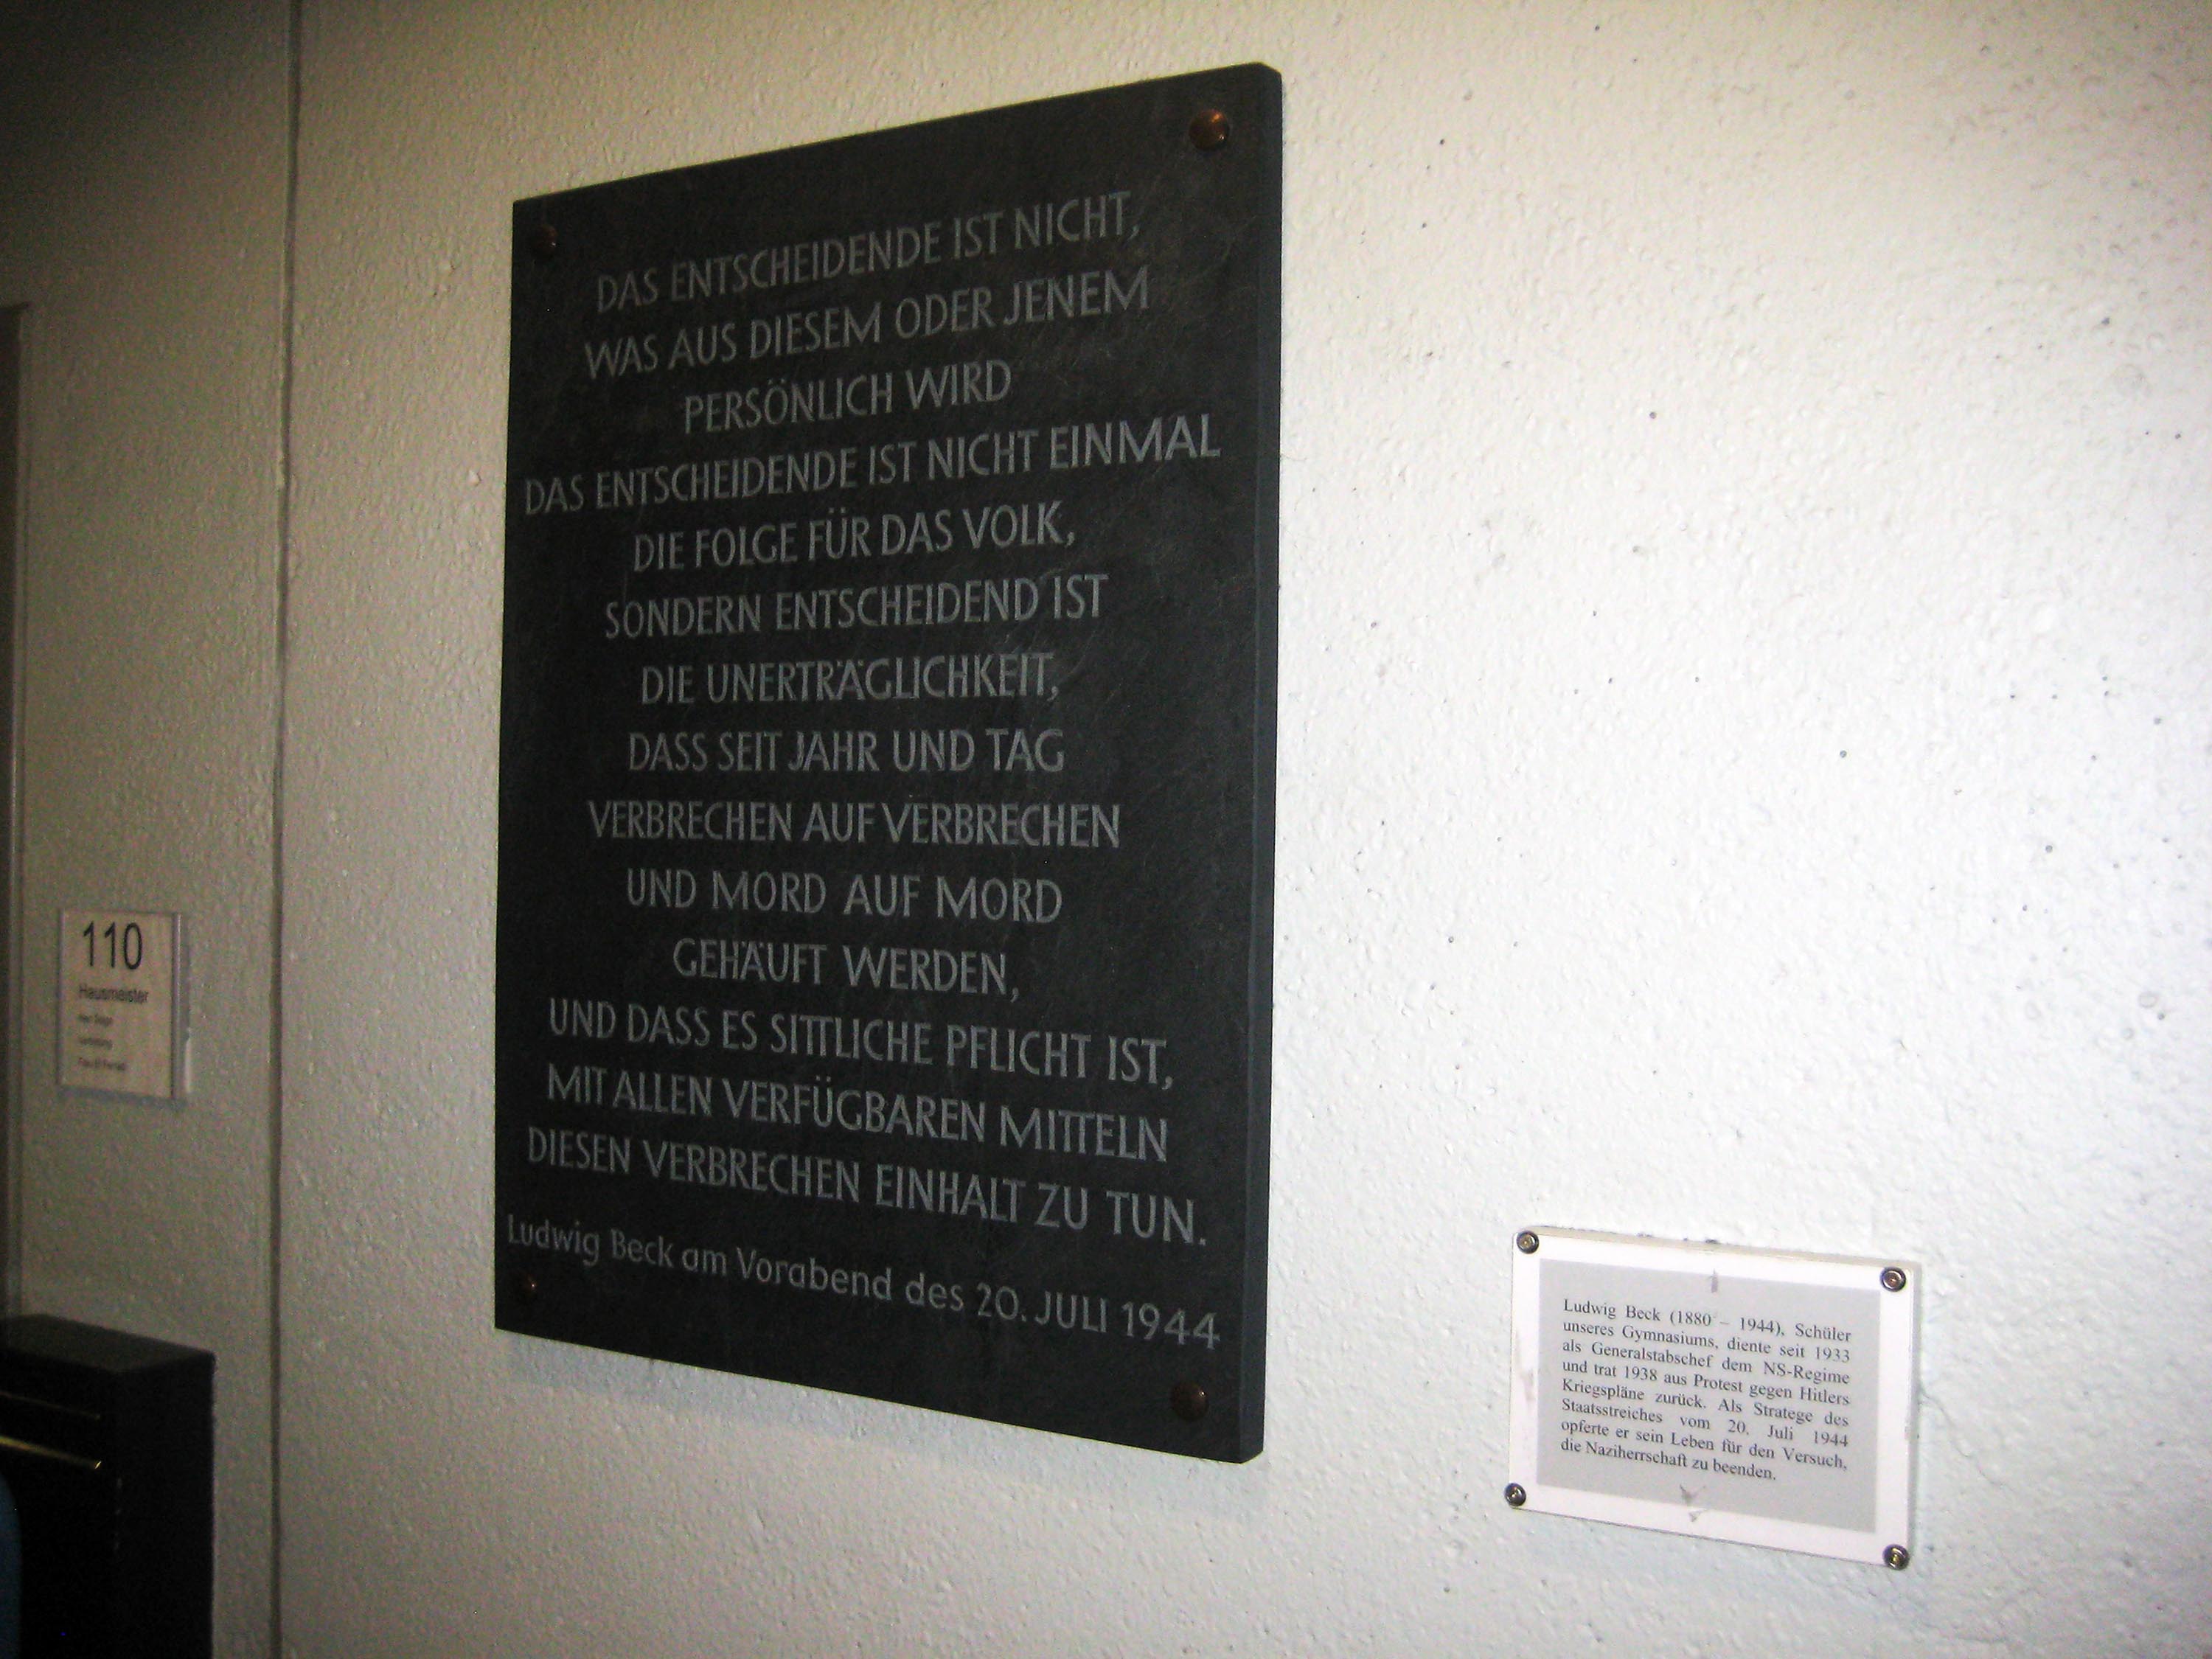 DAS ENTSCHEIDENDE IST NICHT,
WAS AUS DIESEM ODER JENEM
PERSÖNLICH WIRD
DAS ENTSCHEIDENDE IST NICHT EINMAL
DIE FOLGE FÜR DAS VOLK,
SONDERN ENTSCHEIDEND IST
DIE UNERTRÄGLICHKEIT,
DASS SEIT JAHR UND TAG
VERBRECHEN AUF VERBRECHEN
UND MORD AUF MORD
GEHÄUFT WERDEN,
UND DASS ES SITTLICHE PFLICHT IST,
MIT ALLEN VERFÜGBAREN MITTELN
DIESEN VERBRECHEN EINHALT ZU TUN.
Ludwig Beck am Vorabend des 20. JULI 1944
110
Hausmeister
Ludwig Beck (1880 – 1944), Schüler
unseres Gymnasiums, diente seit 1933
als Generalstabschef dem NS-Regime
und trat 1938 aus Protest gegen Hitlers
Kriegspläne zurück. Als Stratege des
Staatsstreiches vom 20. Juli 1944
opferte er sein Leben für den Versuch,
die Naziherrschaft zu beenden.